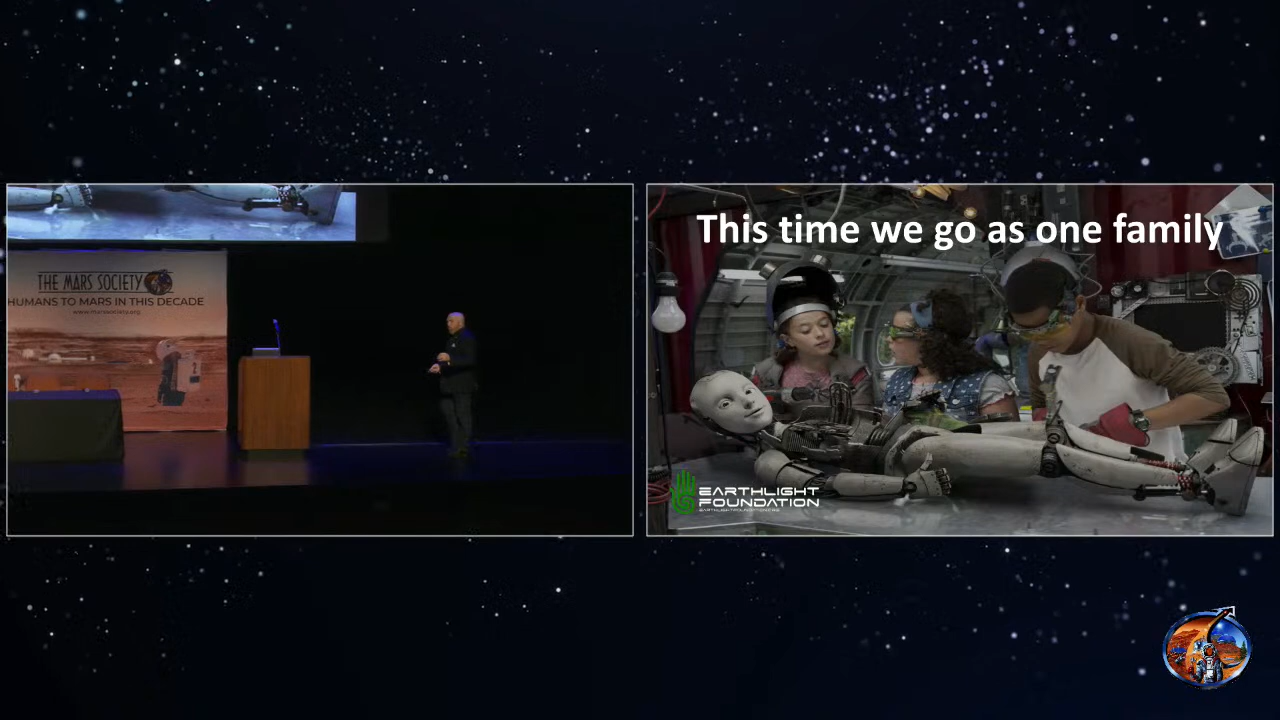 THE MARS SOCIETY
HUMANS TO MARS IN THIS DECADE
www.marssociety.org
This time we go as one family
EARTHLIGHT
FOUNDATION